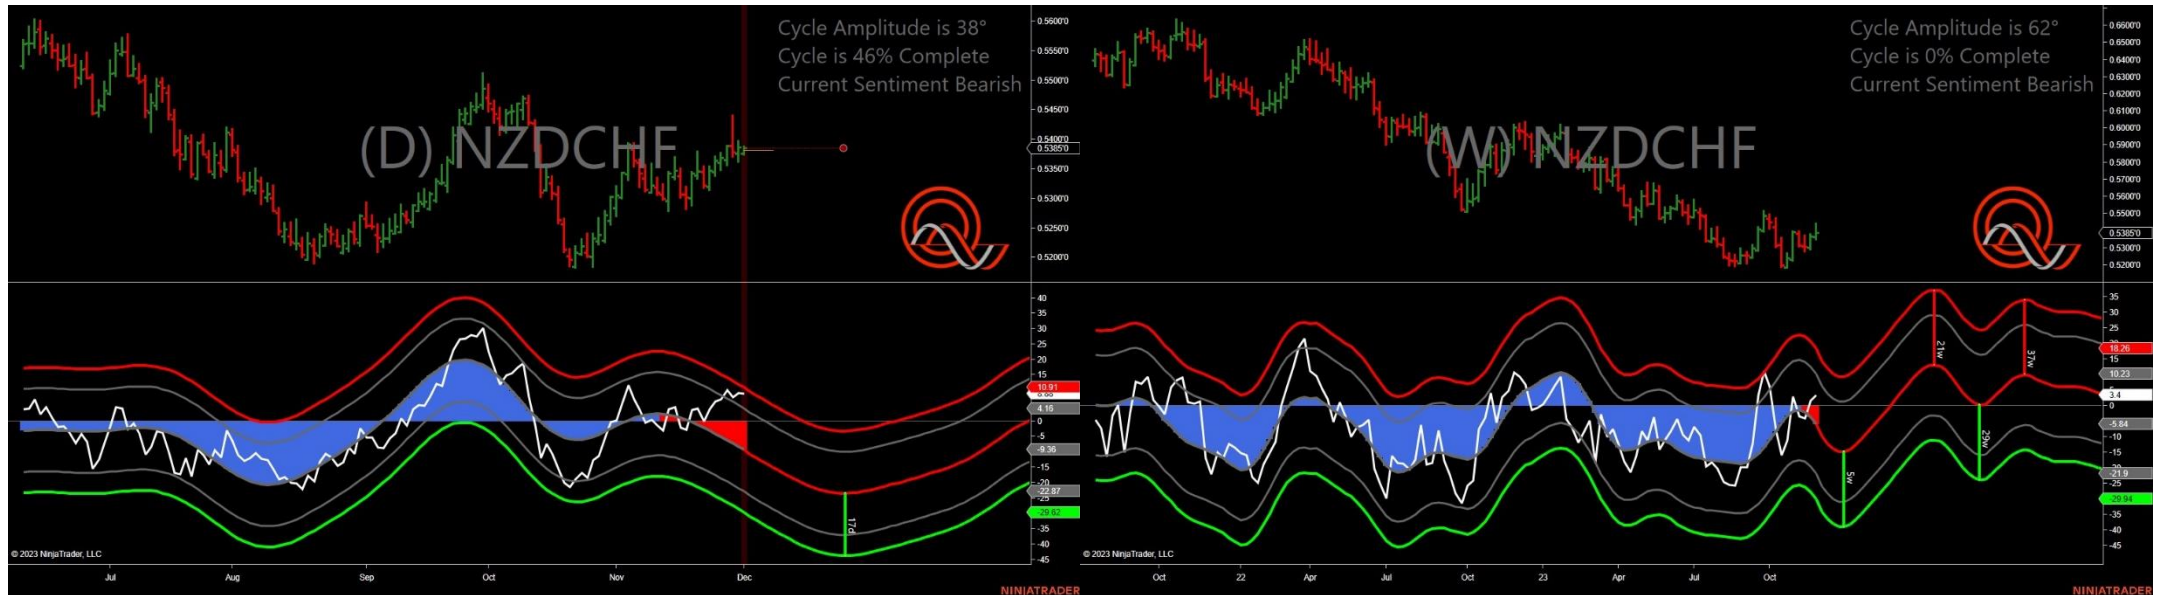 Cycle Amplitude is 38°
Cycle is 46% Complete
Current Sentiment Bearish
(D) NZDCHF
0.5600'0
0.5550'0
0.5500'0
0.5450'0
0.5400'0
0.5385'0
0.5350'0
0.5300'0
0.5250'0
0.5200'0
40
35
30
25
20
15
10.91
4.16
0
-5
-9.36
-15
-20
-22.87
-25
-29.62
-35
-40
-45
17d
© 2023 NinjaTrader, LLC
Jul
Aug
Sep
Oct
Nov
Dec
NINJATRADER
Cycle Amplitude is 62°
Cycle is 0% Complete
Current Sentiment Bearish
(W) NZDCHF
0.6600'0
0.6500'0
0.6400'0
0.6300'0
0.6200'0
0.6100'0
0.6000'0
0.5900'0
0.5800'0
0.5700'0
0.5600'0
0.5500'0
0.5385'0
0.5300'0
0.5200'0
35
30
25
18.26
15
10.23
3.4
0
-5.84
-10
-15
-21.9
-25
-29.94
-35
-40
-45
5w
21w
29w
37w
© 2023 NinjaTrader, LLC
Oct
22
Apr
Jul
Oct
23
Apr
Jul
Oct
NINJATRADER